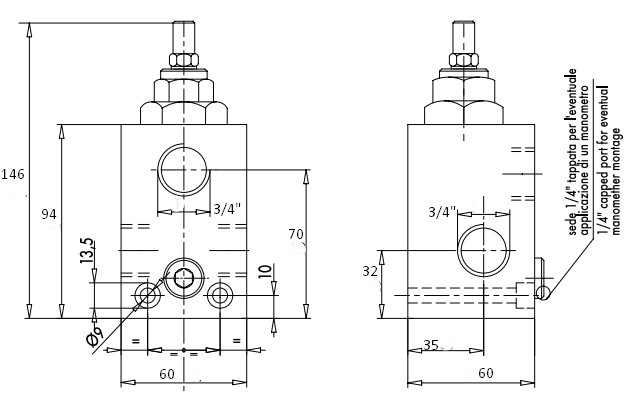 146
94
13,5
Ø9
3/4"
70
10
=
= =
=
60
3/4"
32
35
60
sede 1/4" tappata per l'eventuale
applicazione di un manometro
1/4" capped port for eventual
manomether montage